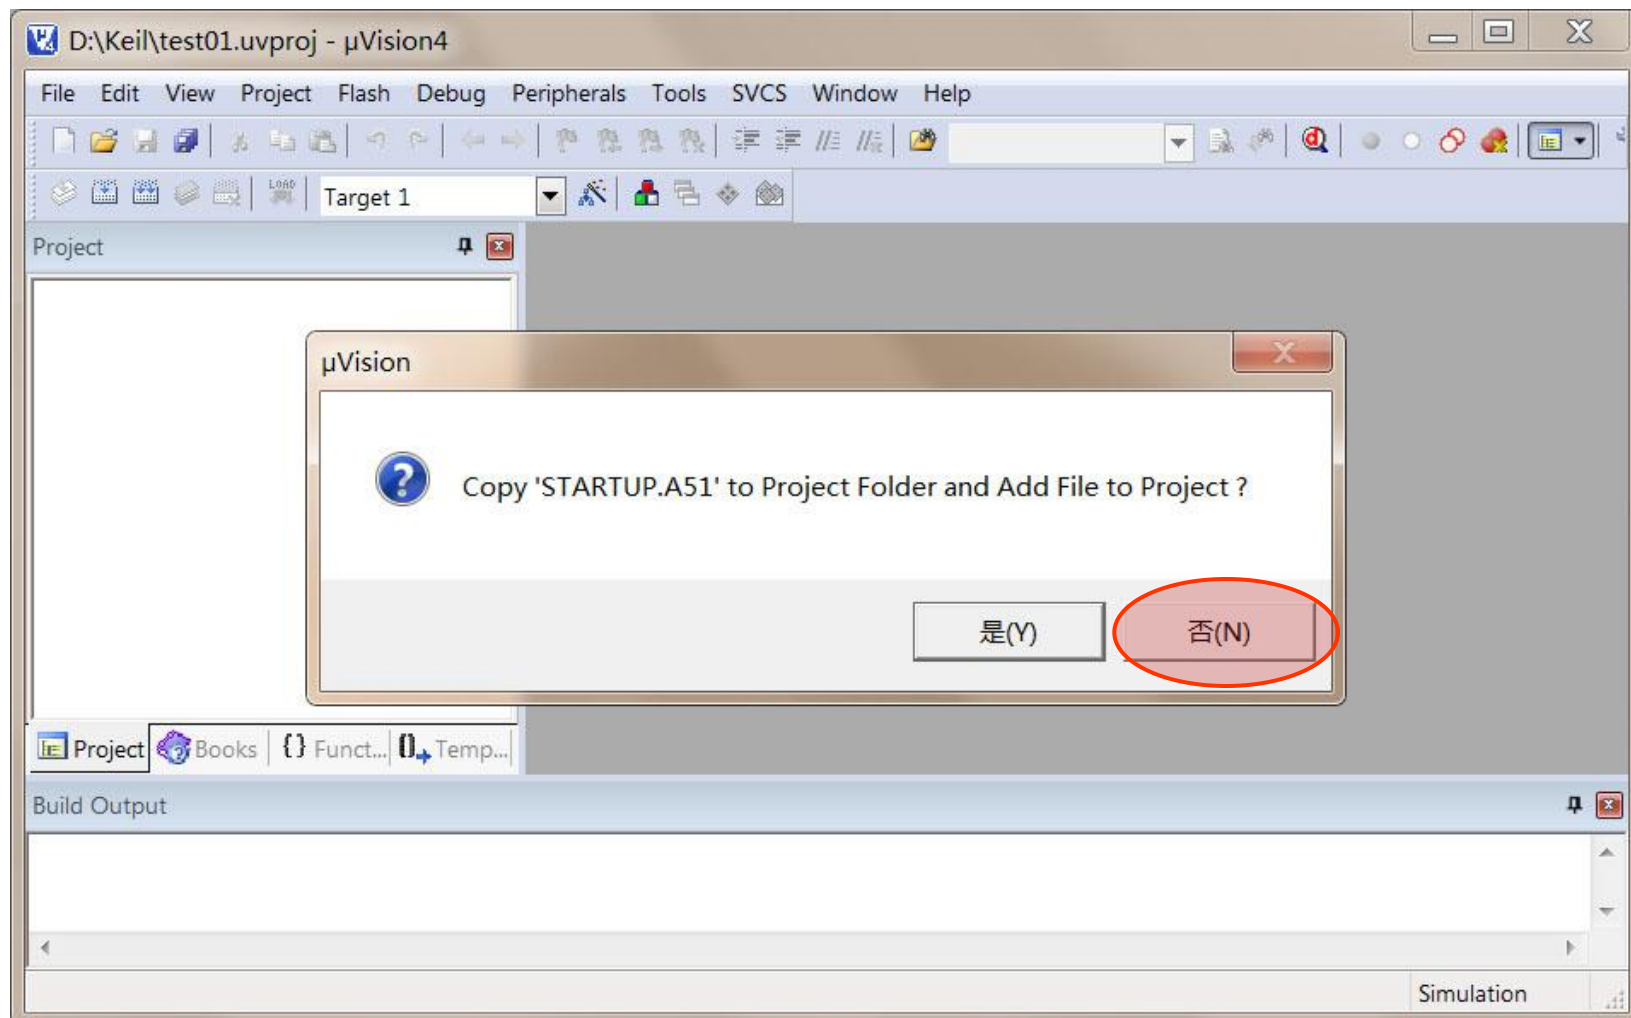 D:\Keil\test01.uvproj - µVision4
File Edit View Project Flash Debug Peripherals Tools SVCS Window Help
LOAD
Target 1
Project
µVision
Copy 'STARTUP.A51' to Project Folder and Add File to Project ?
是(Y) 否(N)
Project Books {} Funct... Temp...
Build Output
Simulation